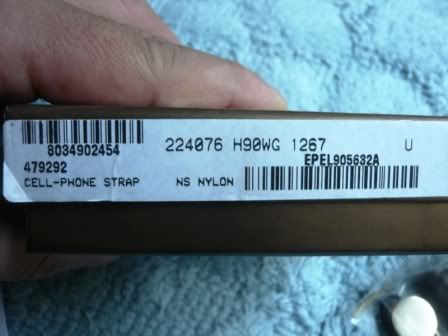 224076 H90WG 1267 U
8034902454
EPEL905632A
479292
CELL-PHONE STRAP NS NYLON